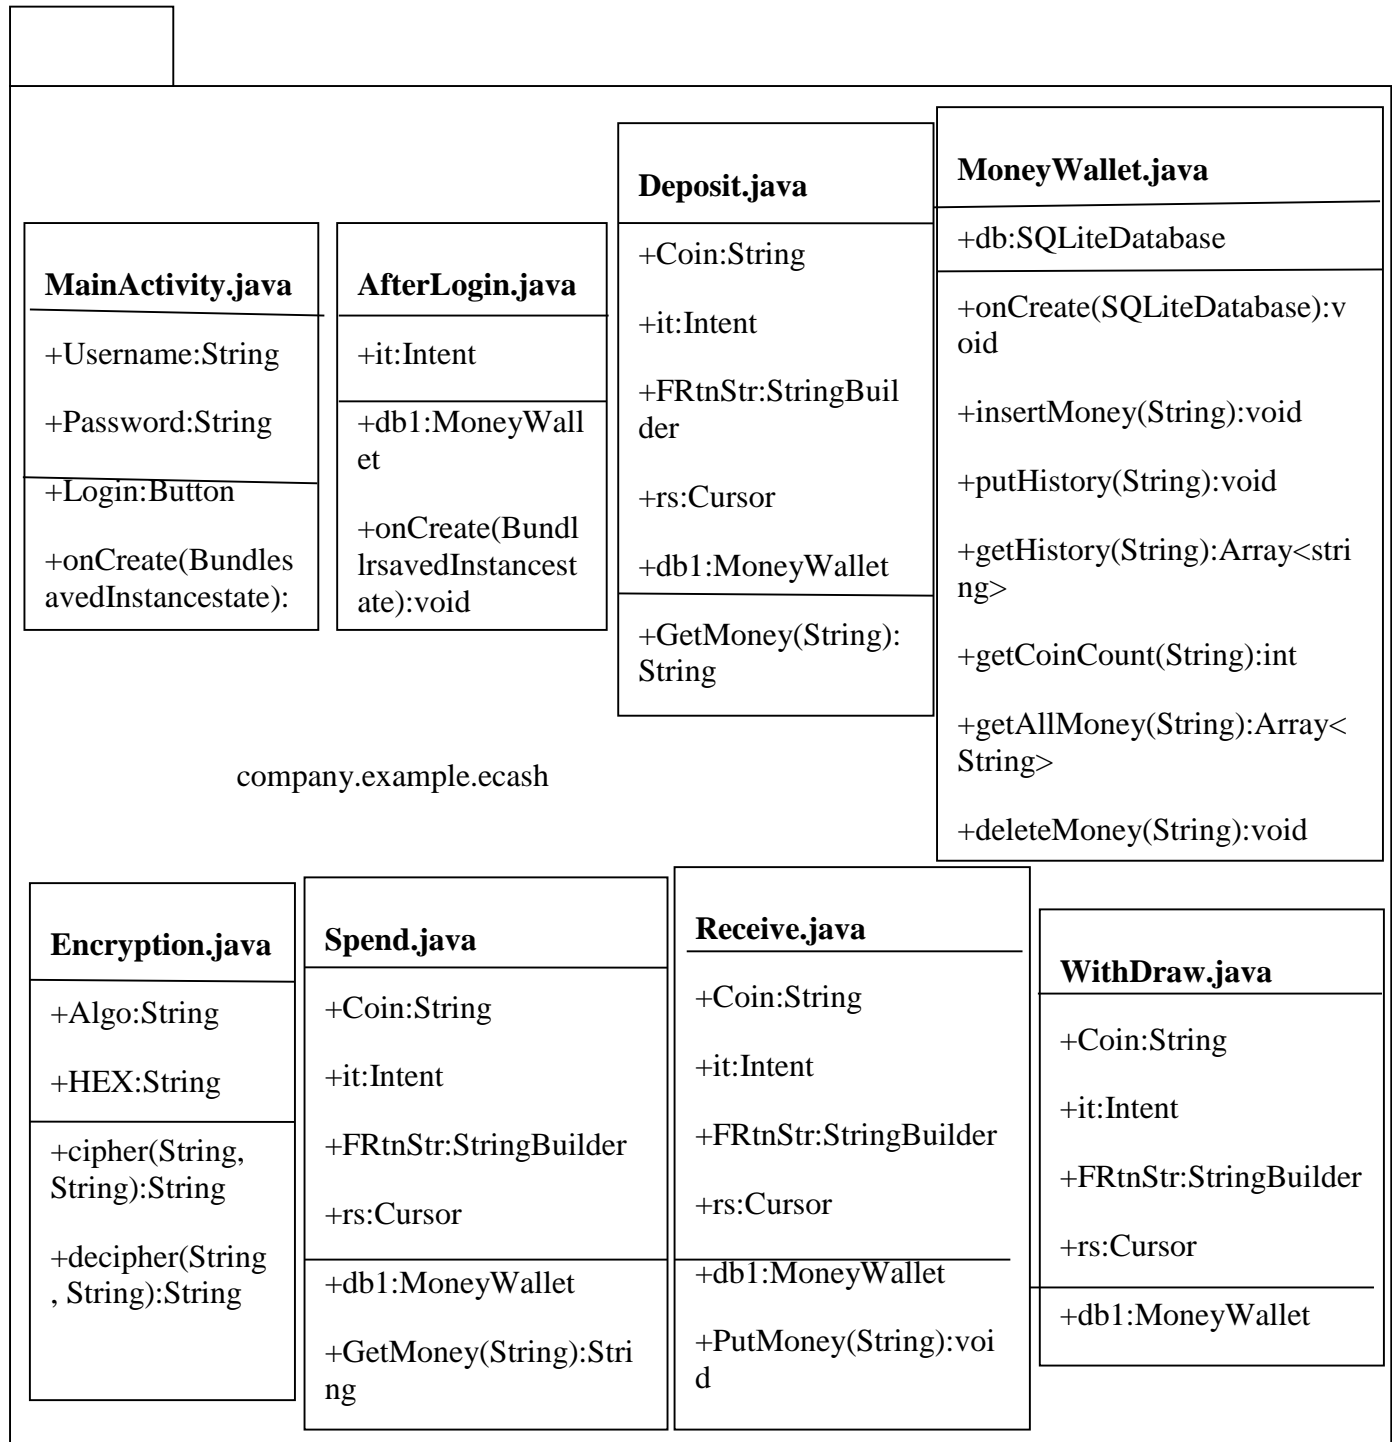 MainActivity.java
+Username:String
+Password:String
+Login:Button
+onCreate(Bundles
avedInstancestate):
AfterLogin.java
+it:Intent
+db1:MoneyWall
et
+onCreate(Bundl
lrsavedInstancest
ate):void
Deposit.java
+Coin:String
+it:Intent
+FRtnStr:StringBuil
der
+rs:Cursor
+db1:MoneyWallet
+GetMoney(String):
String
MoneyWallet.java
+db:SQLiteDatabase
+onCreate(SQLiteDatabase):v
oid
+insertMoney(String):void
+putHistory(String):void
+getHistory(String):Array<stri
ng>
+getCoinCount(String):int
+getAllMoney(String):Array<
String>
+deleteMoney(String):void
company.example.ecash
Encryption.java
+Algo:String
+HEX:String
+cipher(String,
String):String
+decipher(String
, String):String
Spend.java
+Coin:String
+it:Intent
+FRtnStr:StringBuilder
+rs:Cursor
+db1:MoneyWallet
+GetMoney(String):Stri
ng
Receive.java
+Coin:String
+it:Intent
+FRtnStr:StringBuilder
+rs:Cursor
+db1:MoneyWallet
+PutMoney(String):voi
d
WithDraw.java
+Coin:String
+it:Intent
+FRtnStr:StringBuilder
+rs:Cursor
+db1:MoneyWallet